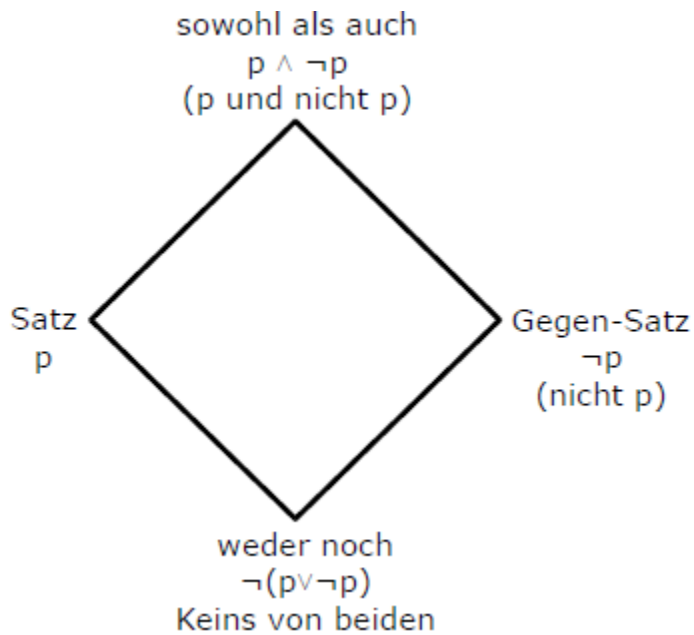 sowohl als auch
p ∧ ¬p
(p und nicht p)
Satz
p
Gegen-Satz
¬p
(nicht p)
weder noch
¬(p∨¬p)
Keins von beiden